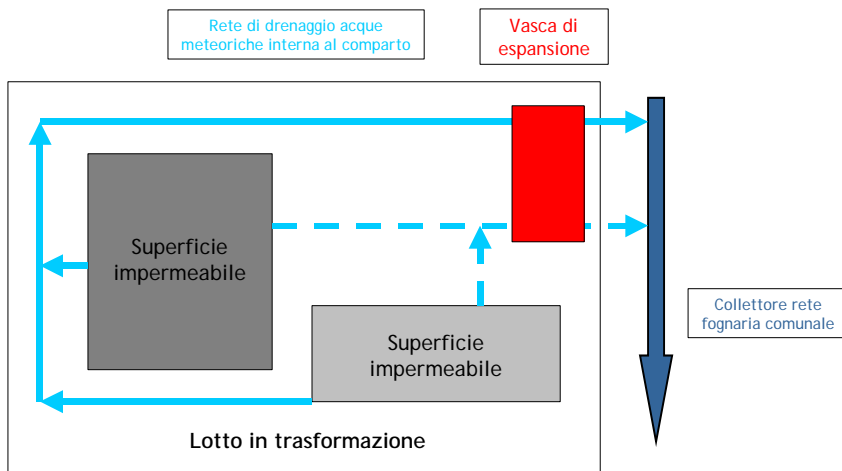 Rete di drenaggio acque
meteoriche interna al comparto
Vasca di
espansione
Superficie
impermeabile
Collettore rete
fognaria comunale
Superficie
impermeabile
Lotto in trasformazione